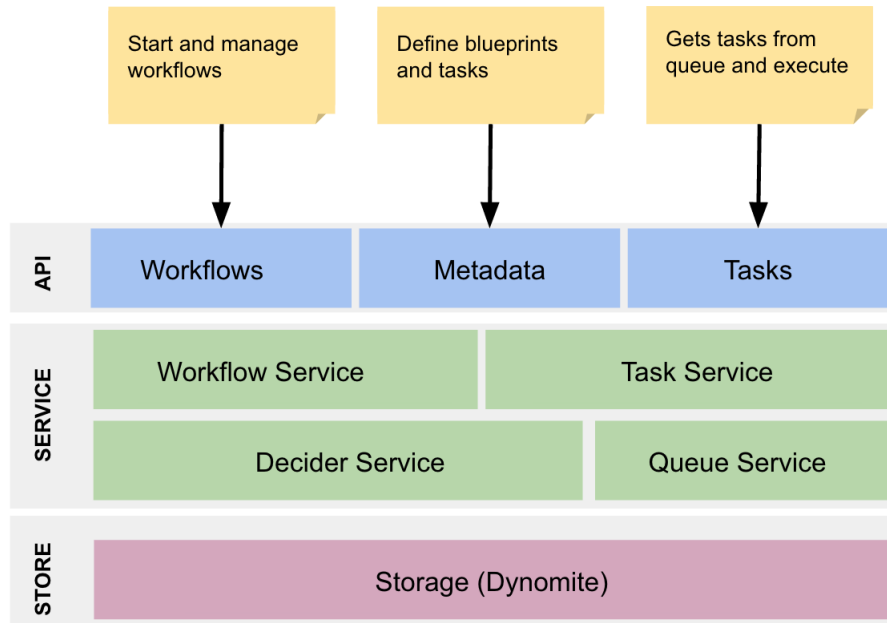 Start and manage
workflows
Define blueprints
and tasks
Gets tasks from
queue and execute
API
Workflows
Metadata
Tasks
SERVICE
Workflow Service
Task Service
Decider Service
Queue Service
STORE
Storage (Dynomite)